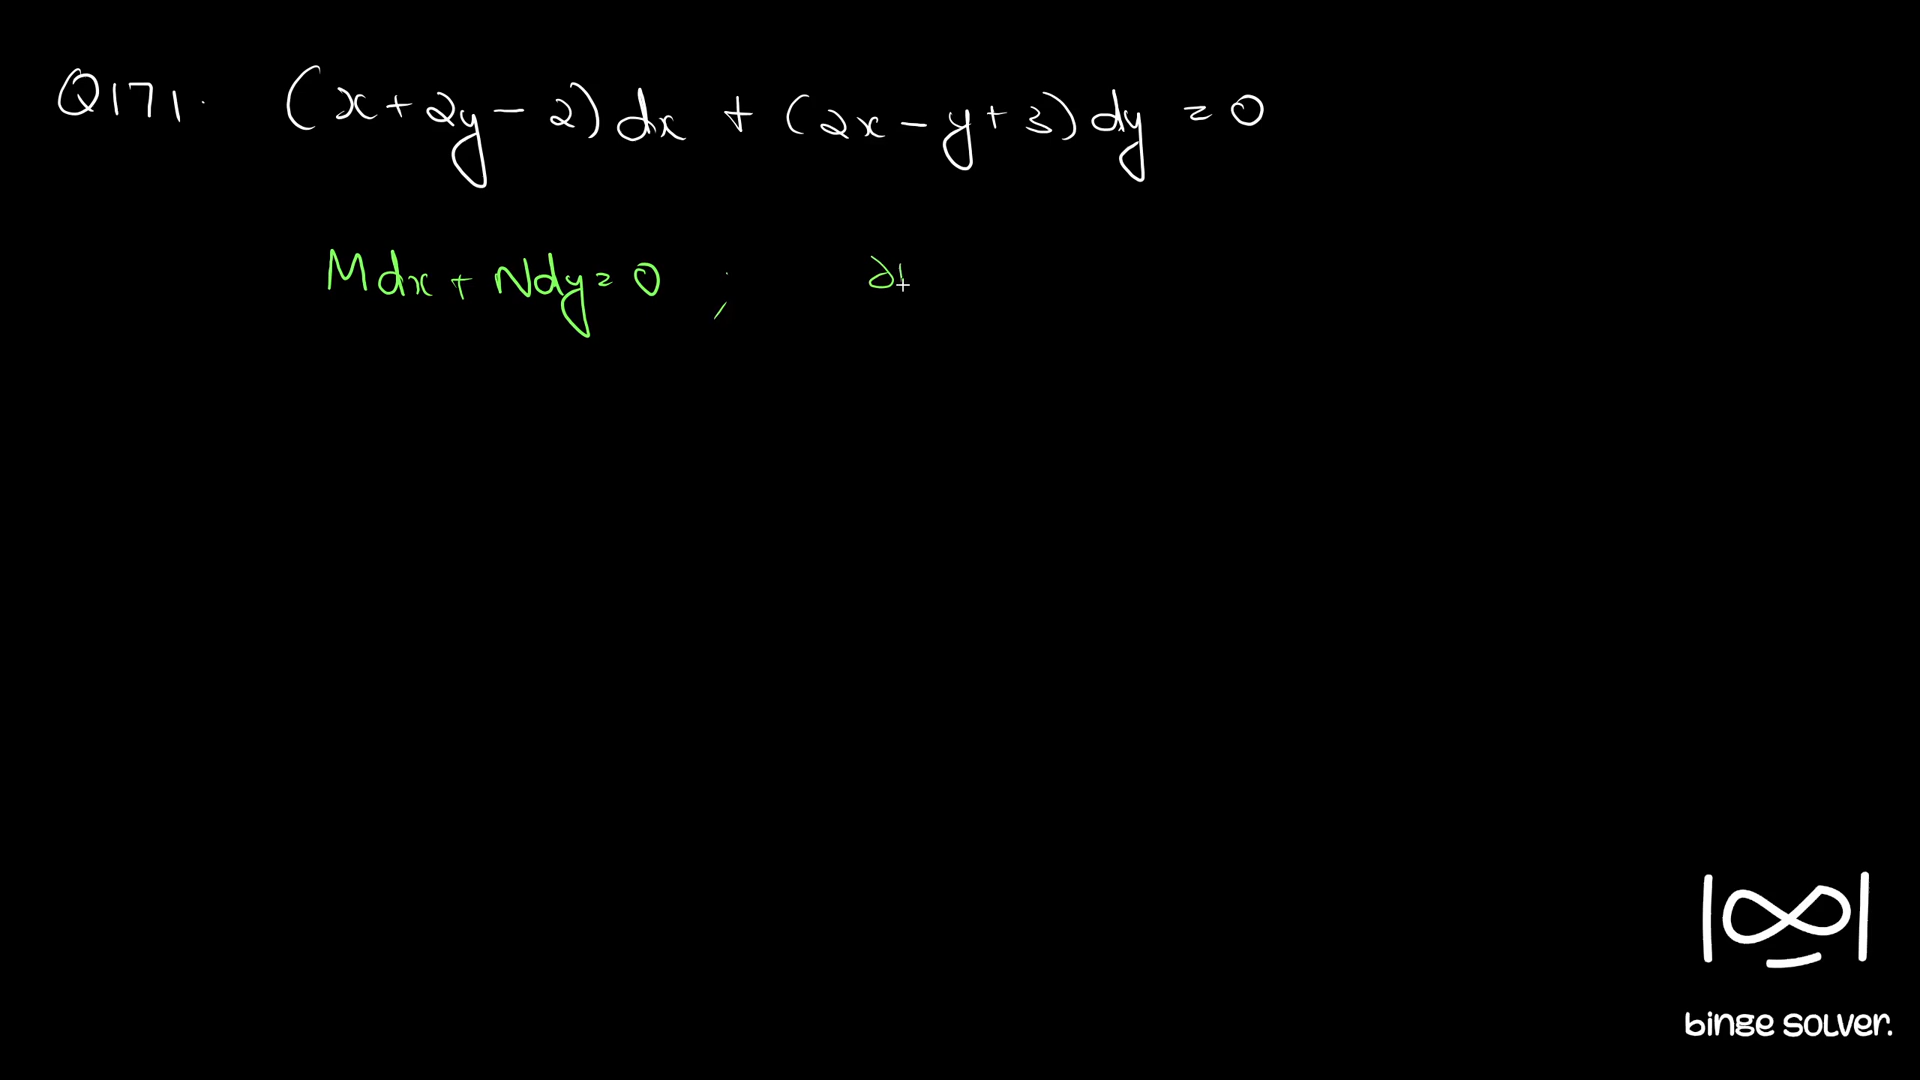 Q171. (x+2y-2)dx + (2x-y+3)dy = 0
Mdx + Ndy = 0 ;
binge solver.